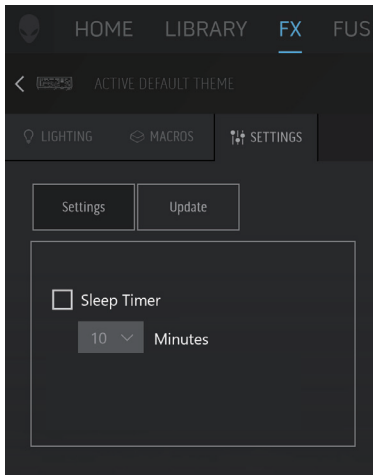 HOME LIBRARY FX FUS
ACTIVE DEFAULT THEME
LIGHTING MACROS SETTINGS
Settings Update
Sleep Timer
10 Minutes